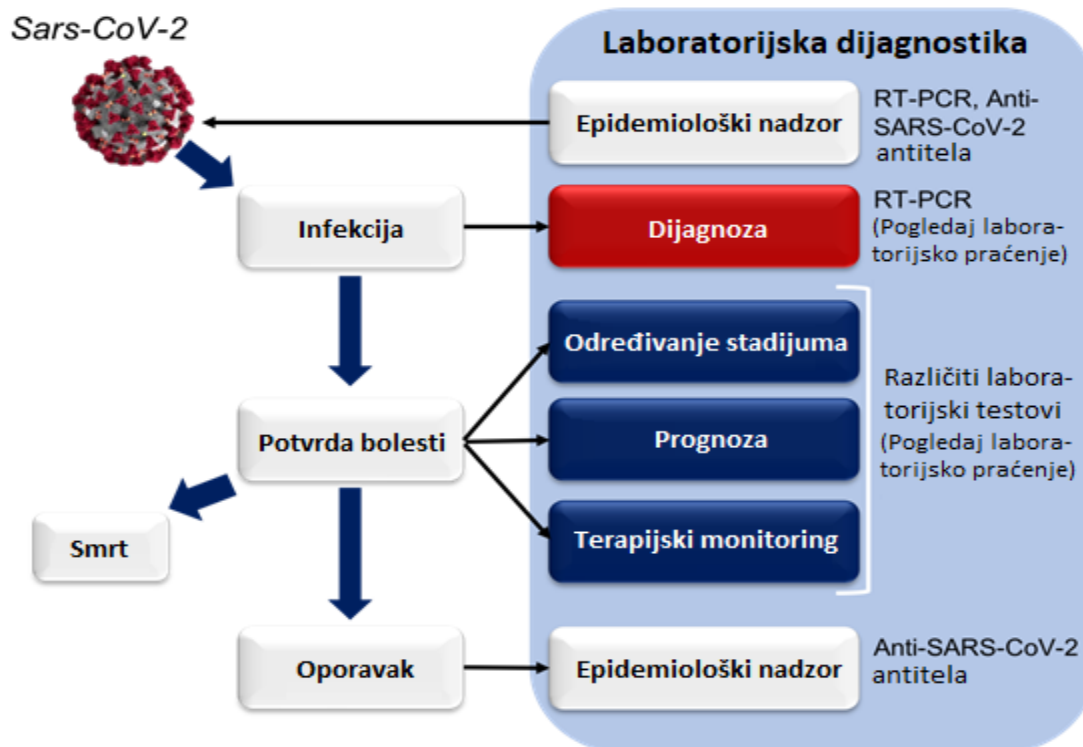 Sars-CoV-2
Laboratorijska dijagnostika
Epidemiološki nadzor
RT-PCR, Anti-
SARS-CoV-2
antitela
Infekcija
Dijagnoza
RT-PCR
(Pogledaj labora-
torijsko praćenje)
Određivanje stadijuma
Potvrda bolesti
Prognoza
Različiti labora-
torijski testovi
(Pogledaj labora-
torijsko praćenje)
Smrt
Terapijski monitoring
Oporavak
Epidemiološki nadzor
Anti-SARS-CoV-2
antitela